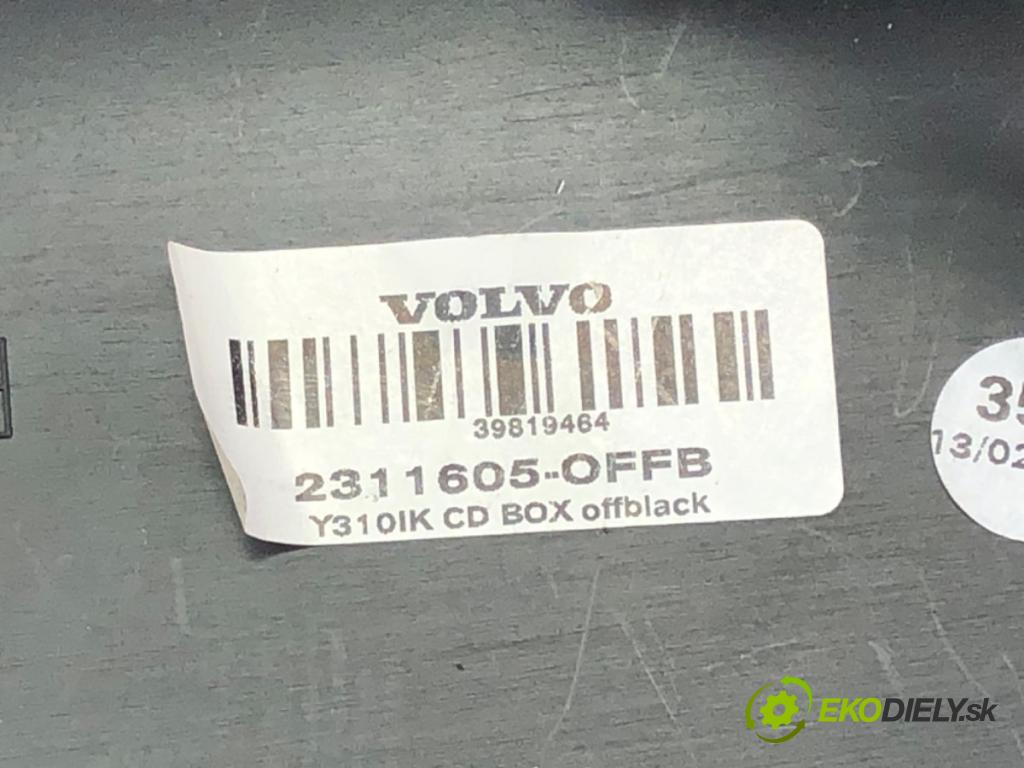 VOLVO
39819464
2311605-OFFB
Y310IK CD BOX offblack
35
13/02
EKODIELY.sk